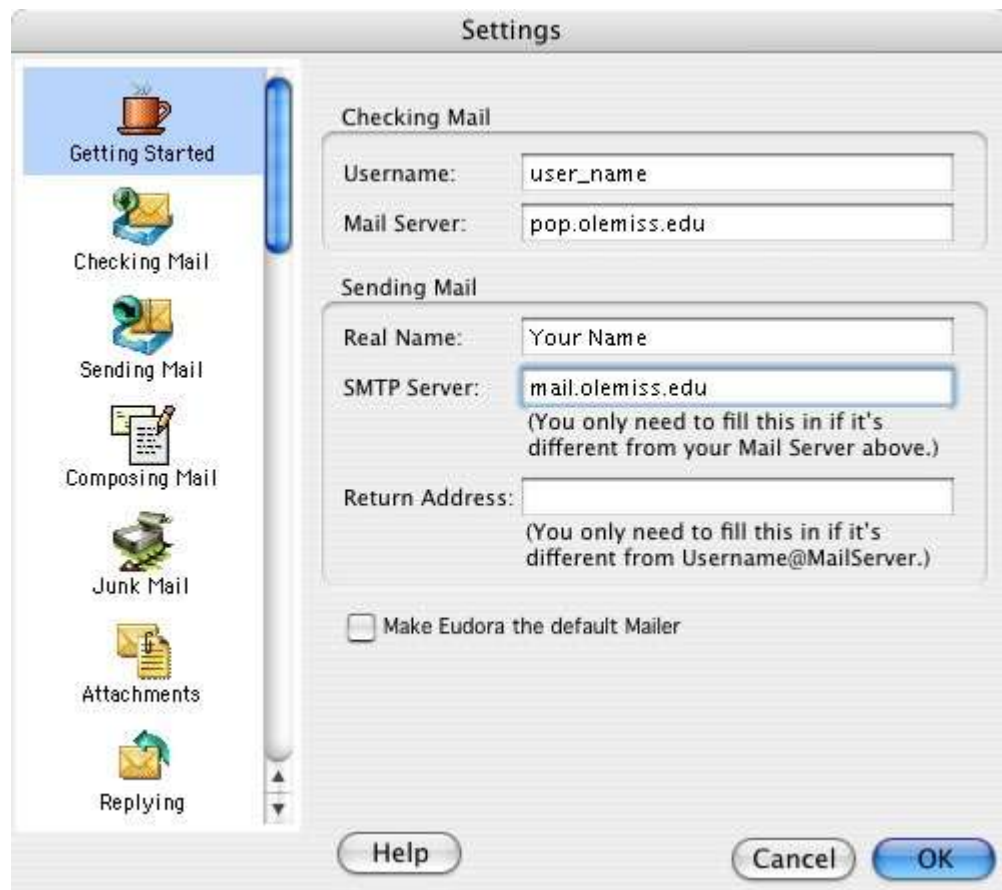 Settings
Getting Started
Checking Mail
Sending Mail
Composing Mail
Junk Mail
Attachments
Replying
Checking Mail
Username: user_name
Mail Server: pop.olemiss.edu
Sending Mail
Real Name: Your Name
SMTP Server: mail.olemiss.edu
(You only need to fill this in if it's
different from your Mail Server above.)
Return Address:
(You only need to fill this in if it's
different from Username@MailServer.)
Make Eudora the default Mailer
Help
Cancel
OK